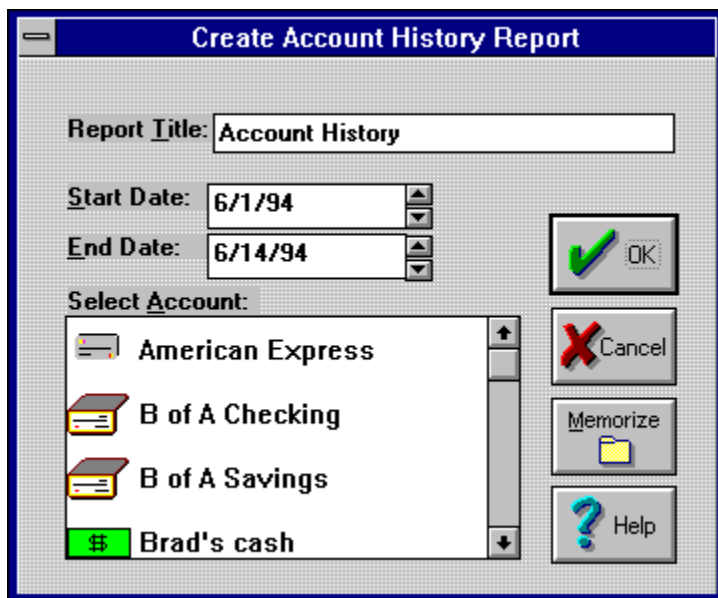 Create Account History Report
Report Title: Account History
Start Date: 6/1/94
End Date: 6/14/94
OK
Select Account:
American Express
Cancel
B of A Checking
Memorize
B of A Savings
Help
Brad's cash